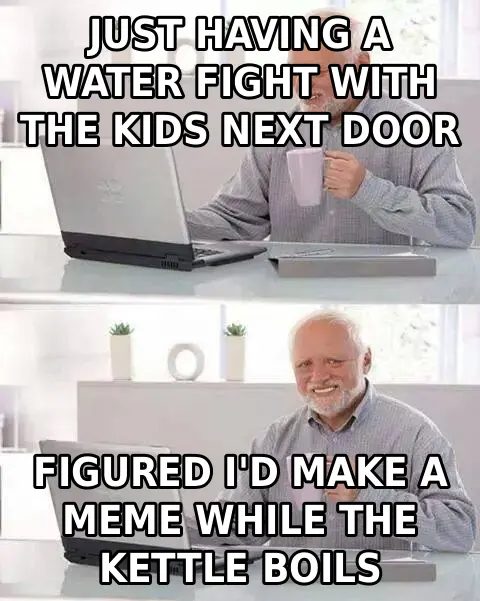 JUST HAVING A
WATER FIGHT WITH
THE KIDS NEXT DOOR
FIGURED I'D MAKE A
MEME WHILE THE
KETTLE BOILS